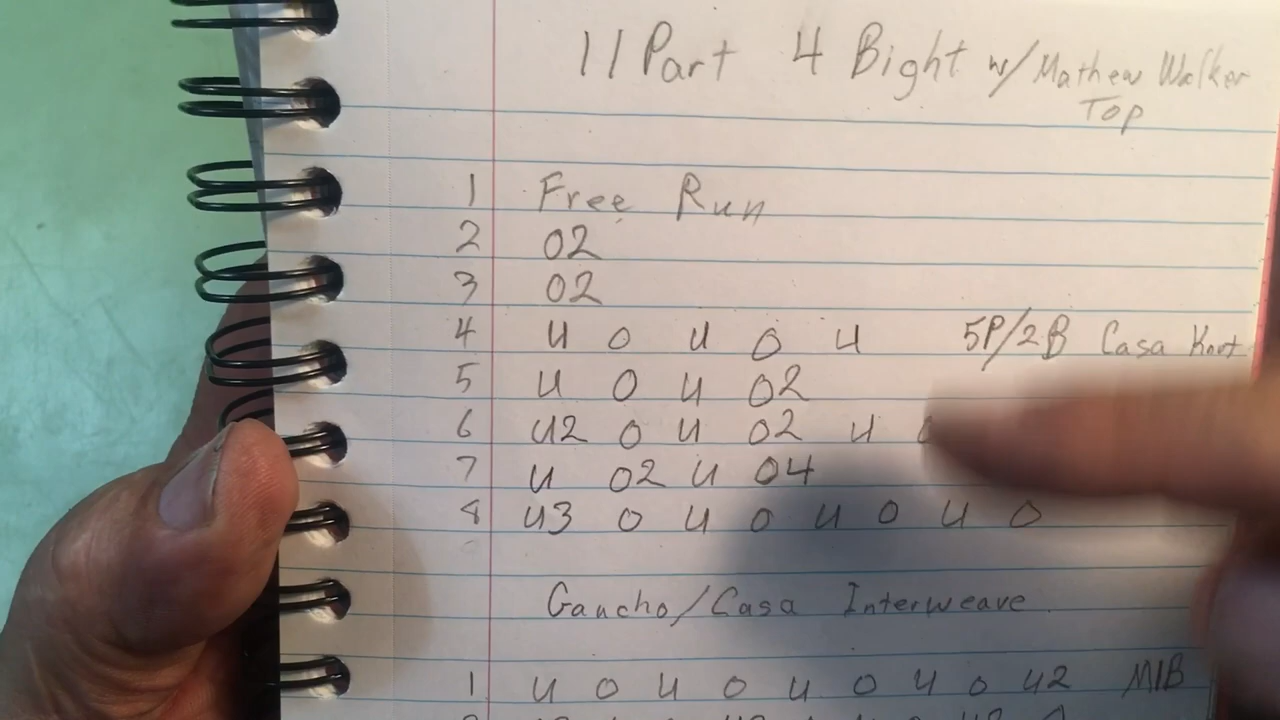 11 Part 4 Bight w/ Mathew Walker
Top
1 Free Run
2 O2
3 O2
4 U O U O U 5P/2B Casa Knot
5 U O U O2
6 U2 O U O2 U
7 U O2 U O4
8 U3 O U O U O U O
Gaucho/Casa Interweave
1 U O U O U O U O U2 MIB